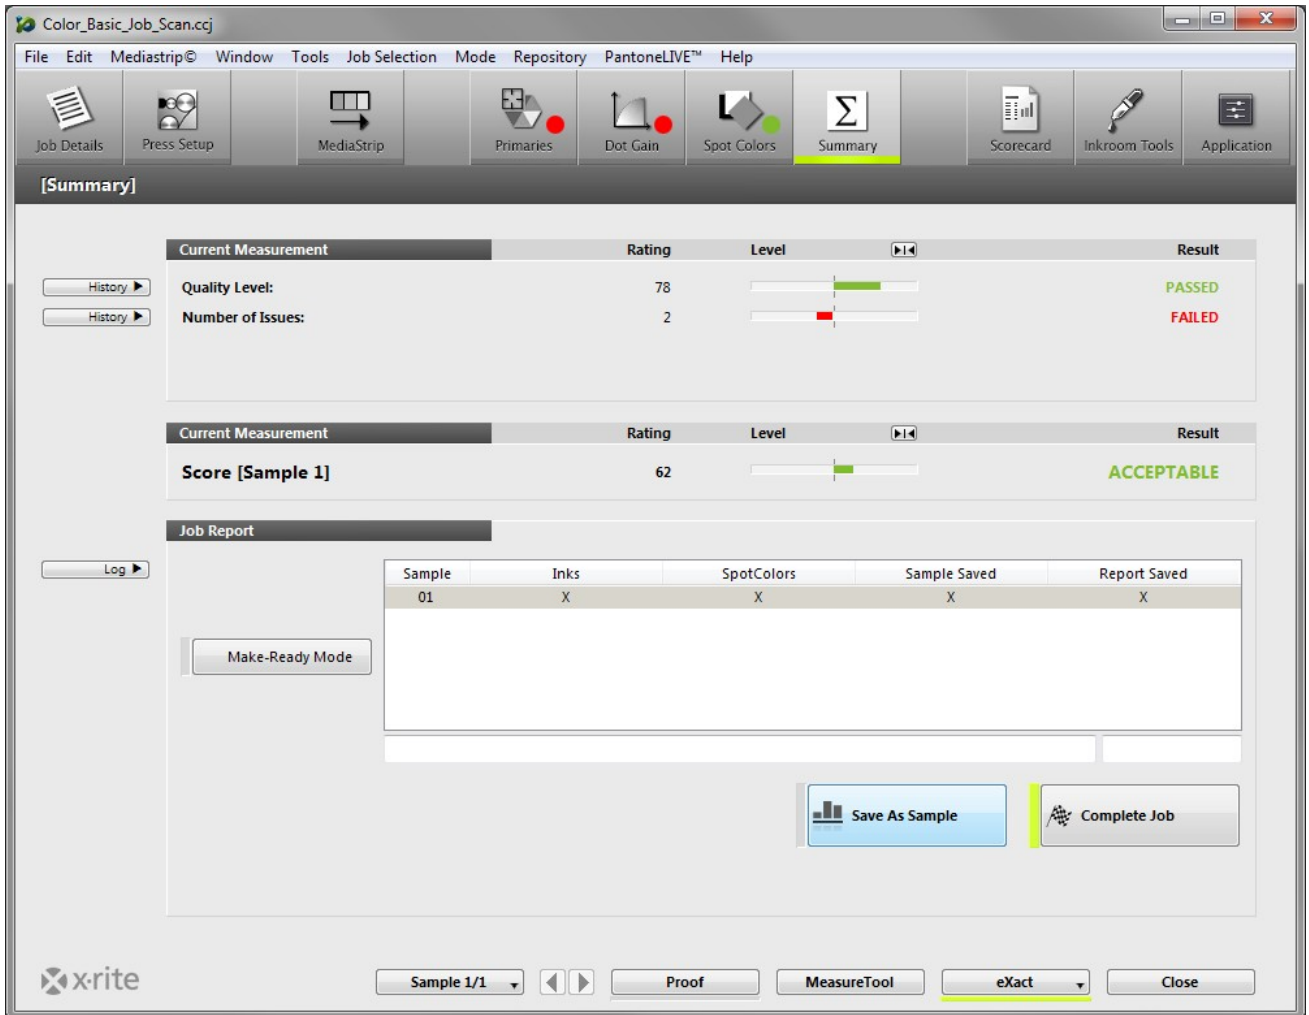 Color_Basic_Job_Scan.ccj
File Edit Mediastrip© Window Tools Job Selection Mode Repository PantoneLIVE™ Help
Job Details Press Setup MediaStrip Primaries Dot Gain Spot Colors Summary Scorecard Inkroom Tools Application
[Summary]
Current Measurement Rating Level Result
History Quality Level: 78 PASSED
History Number of Issues: 2 FAILED
Current Measurement Rating Level Result
Score [Sample 1] 62 ACCEPTABLE
Job Report
Log
Sample Inks SpotColors Sample Saved Report Saved
01 X X X X
Make-Ready Mode
Save As Sample Complete Job
x·rite Sample 1/1 Proof MeasureTool eXact Close